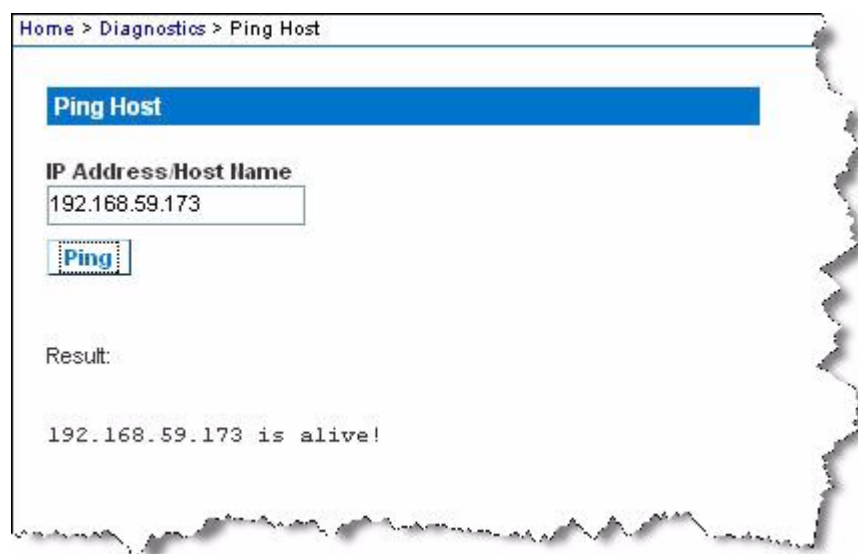 Home > Diagnostics > Ping Host
Ping Host
IP Address/Host Name
192.168.59.173
Ping
Result:
192.168.59.173 is alive!